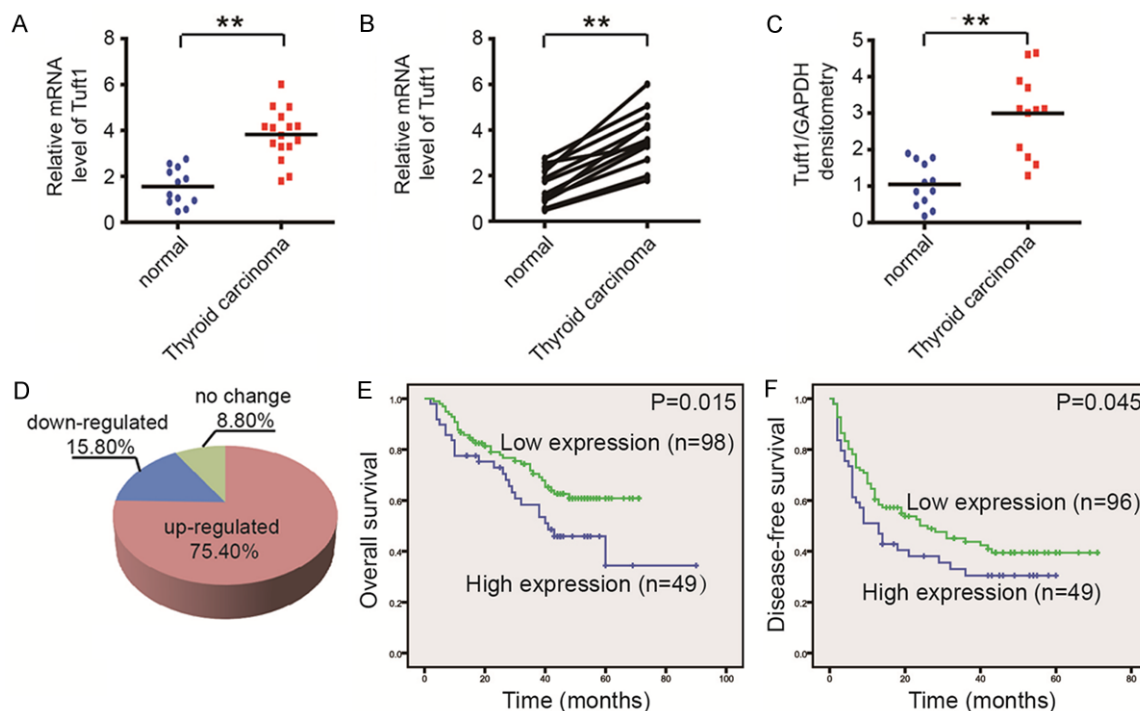 A
**
Relative mRNA
level of Tuft1
8
6
4
2
0
normal
Thyroid carcinoma
B
**
Relative mRNA
level of Tuft1
8
6
4
2
0
normal
Thyroid carcinoma
C
**
Tuft1/GAPDH
densitometry
5
4
3
2
1
0
normal
Thyroid carcinoma
D
no change
8.80%
down-regulated
15.80%
up-regulated
75.40%
E
P=0.015
Low expression (n=98)
High expression (n=49)
Overall survival
1.0
0.8
0.6
0.4
0.2
0.0
0
20
40
60
80
100
Time (months)
F
P=0.045
Low expression (n=96)
High expression (n=49)
Disease-free survival
1.0
0.8
0.6
0.4
0.2
0.0
0
20
40
60
80
Time (months)